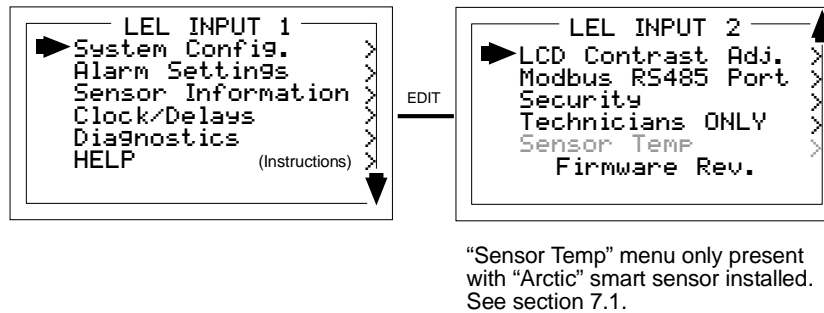 LEL INPUT 1
System Config. >
Alarm Settings >
Sensor Information >
Clock/Delays >
Diagnostics >
HELP (Instructions) >
EDIT
LEL INPUT 2
LCD Contrast Adj. >
Modbus RS485 Port >
Security >
Technicians ONLY >
Sensor Temp >
Firmware Rev.
“Sensor Temp” menu only present
with “Arctic” smart sensor installed.
See section 7.1.